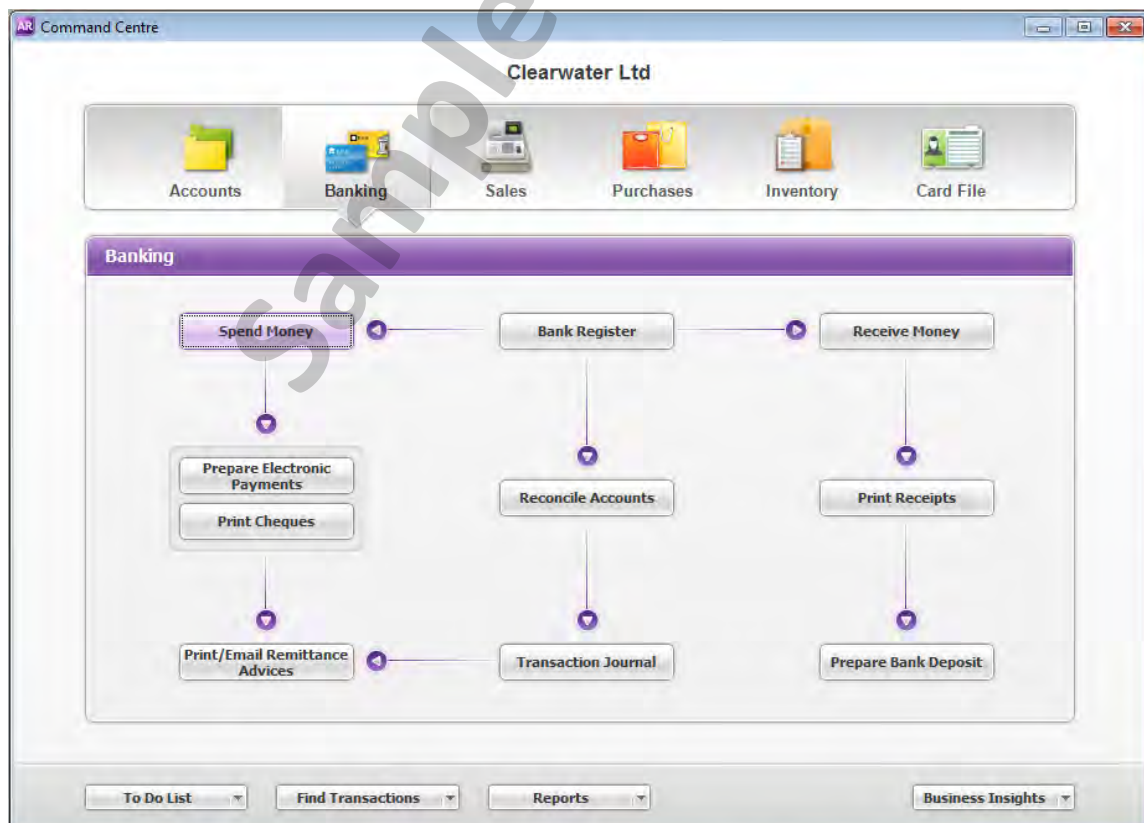 AR Command Centre
Clearwater Ltd
Accounts
Banking
Sales
Purchases
Inventory
Card File
Banking
Spend Money
Bank Register
Receive Money
Prepare Electronic
Payments
Print Cheques
Reconcile Accounts
Print Receipts
Print/Email Remittance
Advices
Transaction Journal
Prepare Bank Deposit
To Do List
Find Transactions
Reports
Business Insights
Sample